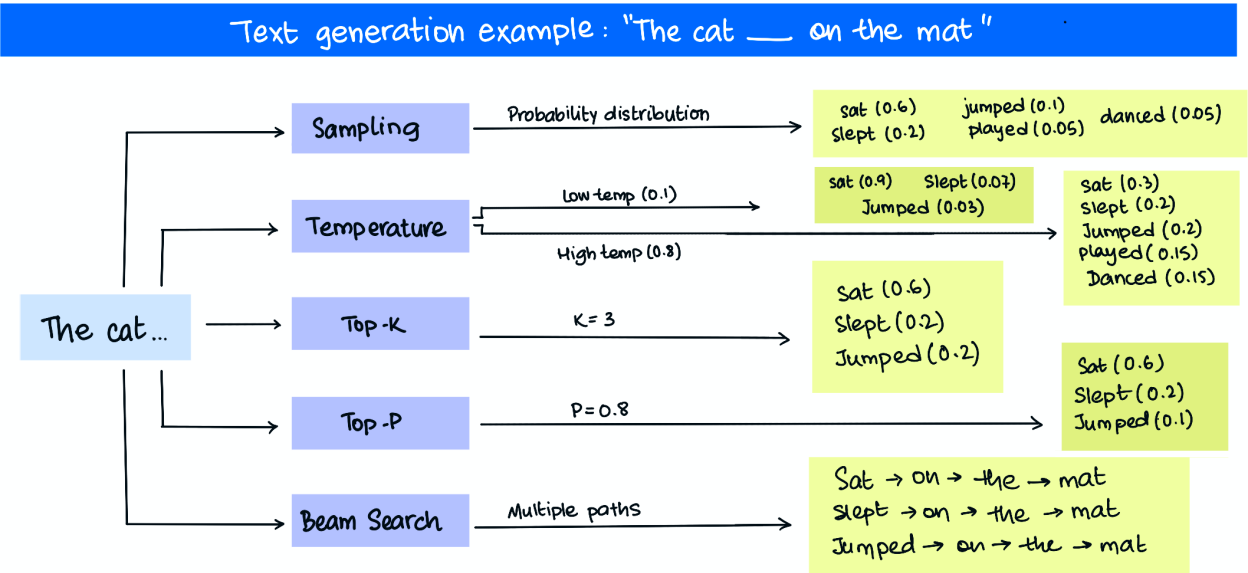 Text generation example: "The cat ___ on the mat"
The cat...
Sampling
Probability distribution
sat (0.6) jumped (0.1) danced (0.05)
Slept (0.2) played (0.05)
Temperature
Low temp (0.1)
sat (0.9) Slept (0.07)
Jumped (0.03)
High temp (0.8)
Sat (0.3)
Slept (0.2)
Jumped (0.2)
played (0.15)
Danced (0.15)
Top-K
K=3
Sat (0.6)
Slept (0.2)
Jumped (0.2)
Top-P
P=0.8
Sat (0.6)
Slept (0.2)
Jumped (0.1)
Beam Search
Multiple paths
Sat → on → the → mat
Slept → on → the → mat
Jumped → on → the → mat